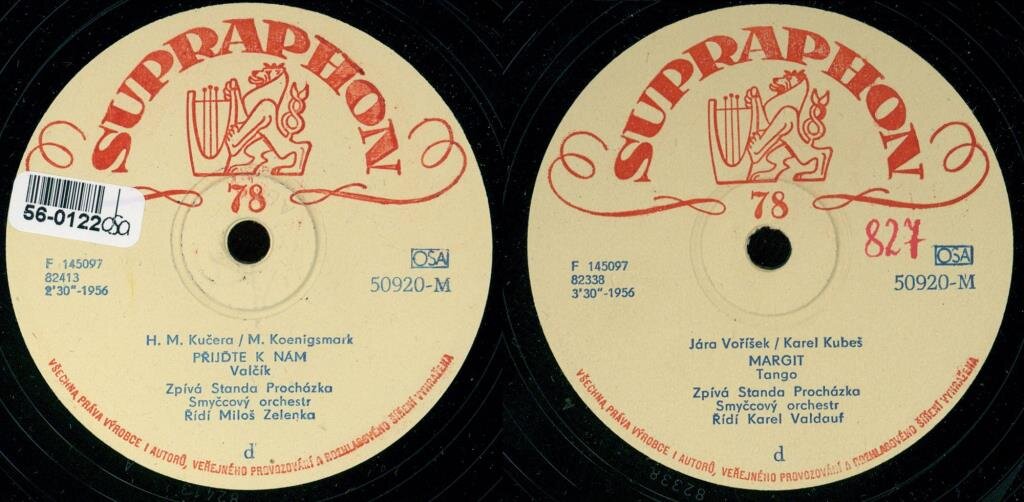 SUPRAPHON
78
56-0122
osa
F 145097
82413
2'30"-1956
OSA
50920-M
H. M. Kučera / M. Koenigsmark
PŘIJĎTE K NÁM
Valčík
Zpívá Standa Procházka
Smyčcový orchestr
Řídí Miloš Zelenka
ď
VŠECHNA PRÁVA VÝROBCE I AUTORŮ, VEŘEJNÉHO PROVOZOVÁNÍ A ROZHLASOVÉHO ŠÍŘENÍ VYHRAŽENA
SUPRAPHON
78
827
F 145097
82338
3'30"-1956
OSA
50920-M
Jára Voříšek / Karel Kubeš
MARGIT
Tango
Zpívá Standa Procházka
Smyčcový orchestr
Řídí Karel Valdauf
d
VŠECHNA PRÁVA VÝROBCE I AUTORŮ, VEŘEJNÉHO PROVOZOVÁNÍ A ROZHLASOVÉHO ŠÍŘENÍ VYHRAŽENA
82338